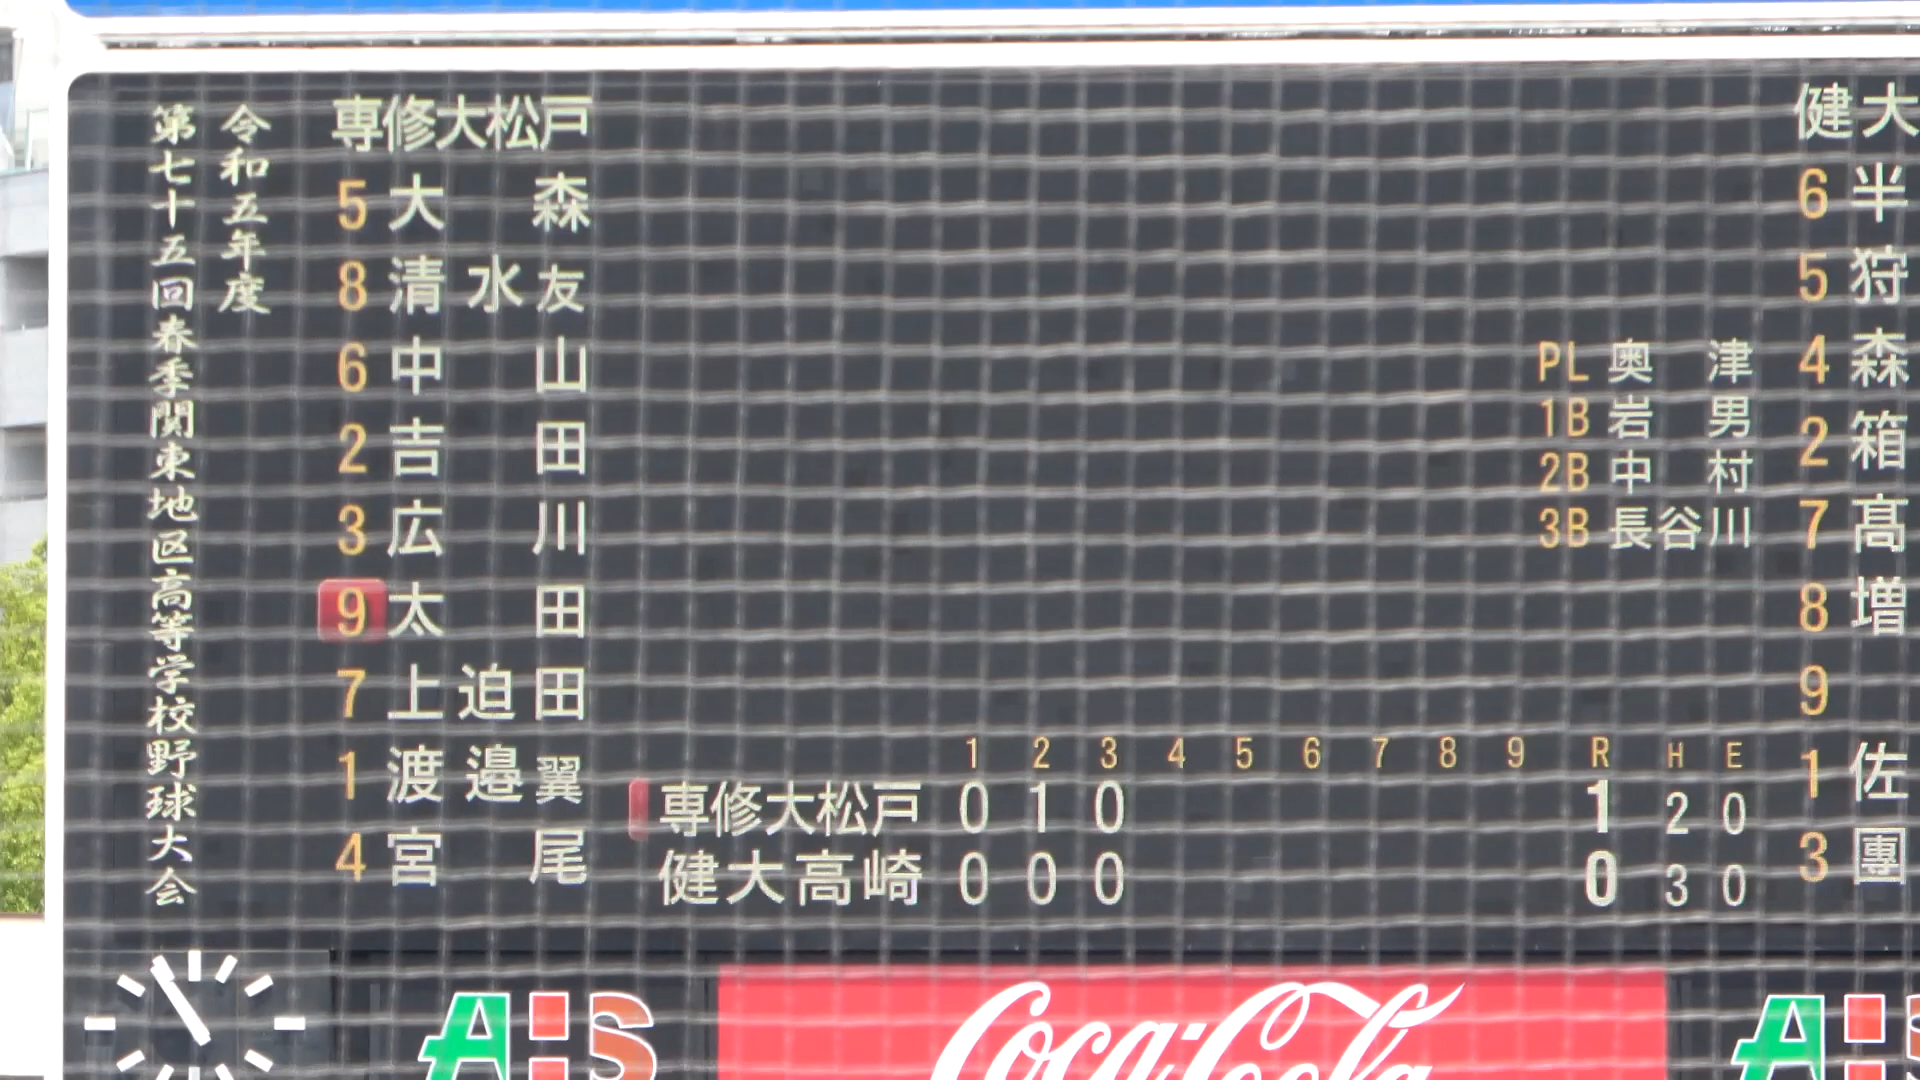 令和五年度
第七十五回春季関東地区高等学校野球大会
専修大松戸
5 大森
8 清水友
6 中山
2 吉田
3 広川
9 太田
7 上迫田
1 渡邉翼
4 宮尾
PL 奥津
1B 岩男
2B 中村
3B 長谷川
1 2 3 4 5 6 7 8 9 R H E
専修大松戸 0 1 0 1 2 0
健大高崎 0 0 0 0 3 0
健大
6 半
5 狩
4 森
2 箱
7 髙
8 増
9
1 佐
3 團
Coca-Cola